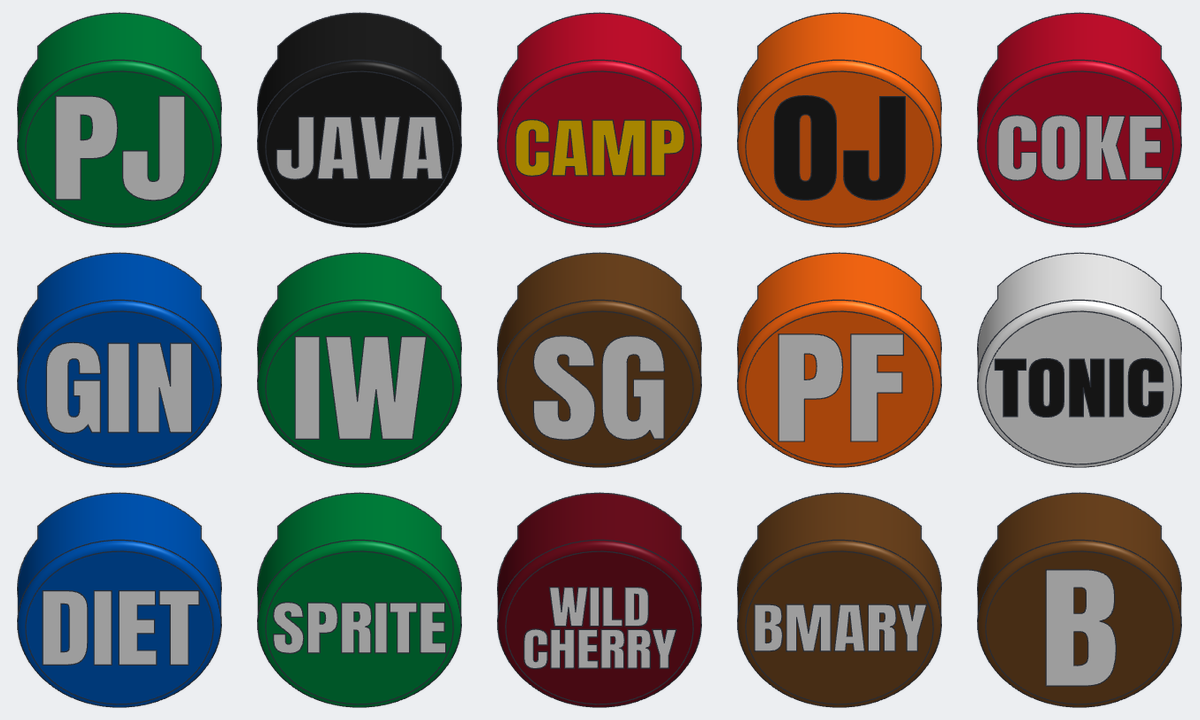 PJ
JAVA
CAMP
OJ
COKE
GIN
IW
SG
PF
TONIC
DIET
SPRITE
WILD
CHERRY
BMARY
B